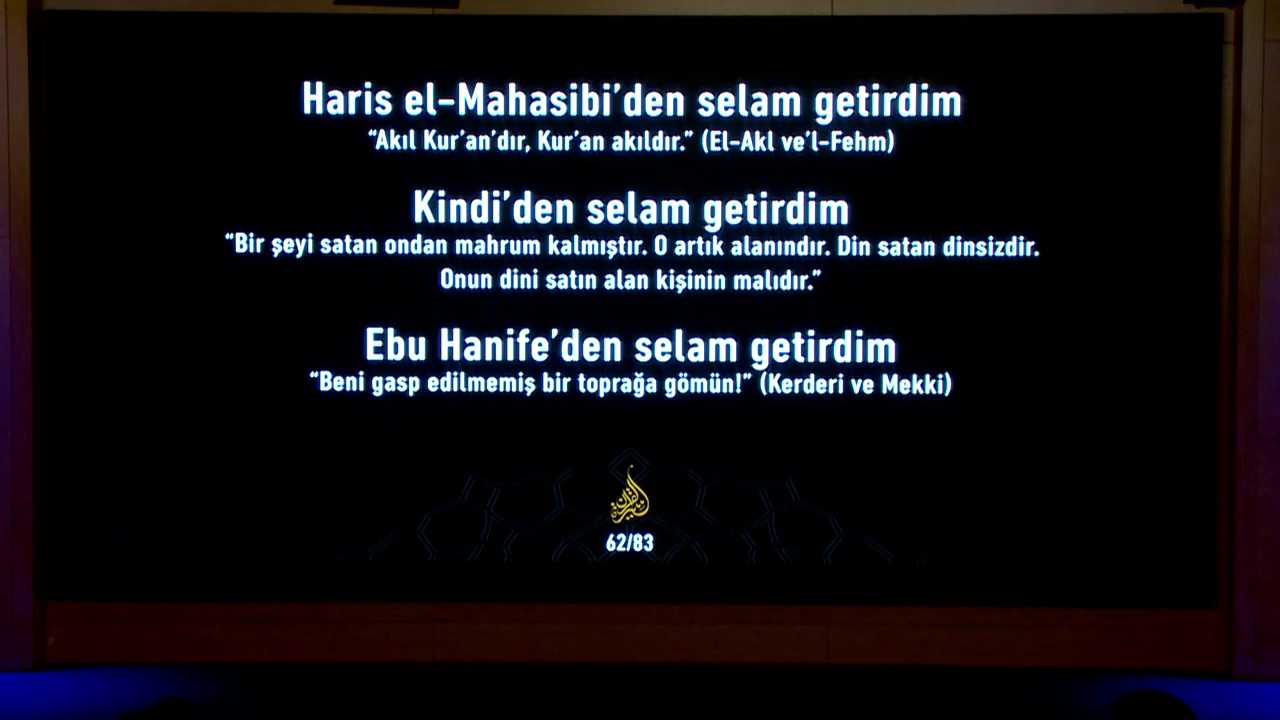 Haris el-Mahasibi'den selam getirdim
"Akıl Kur'an'dır, Kur'an akıldır." (El-Akl ve'l-Fehm)
Kindi'den selam getirdim
"Bir şeyi satan ondan mahrum kalmıştır. O artık alanındır. Din satan dinsizdir.
Onun dini satın alan kişinin malıdır."
Ebu Hanife'den selam getirdim
"Beni gasp edilmemiş bir toprağa gömün!" (Kerderi ve Mekki)
62/83